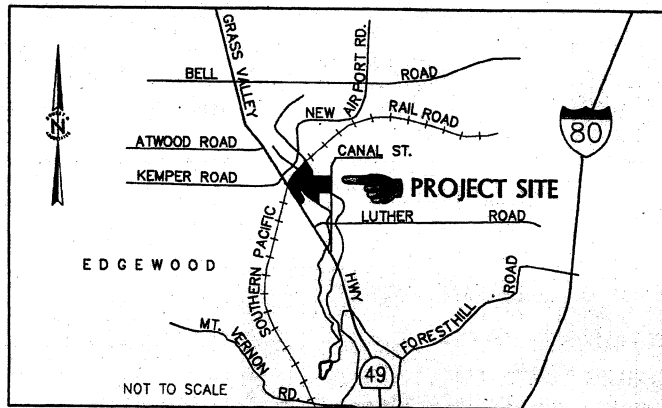 GRASS VALLEY HWY
AIRPORT RD.
BELL ROAD
NEW
RAIL ROAD
80
ATWOOD ROAD
CANAL ST.
KEMPER ROAD
PROJECT SITE
LUTHER ROAD
SOUTHERN PACIFIC
EDGEWOOD
FORESTHILL ROAD
MT. VERNON RD.
49
NOT TO SCALE
N